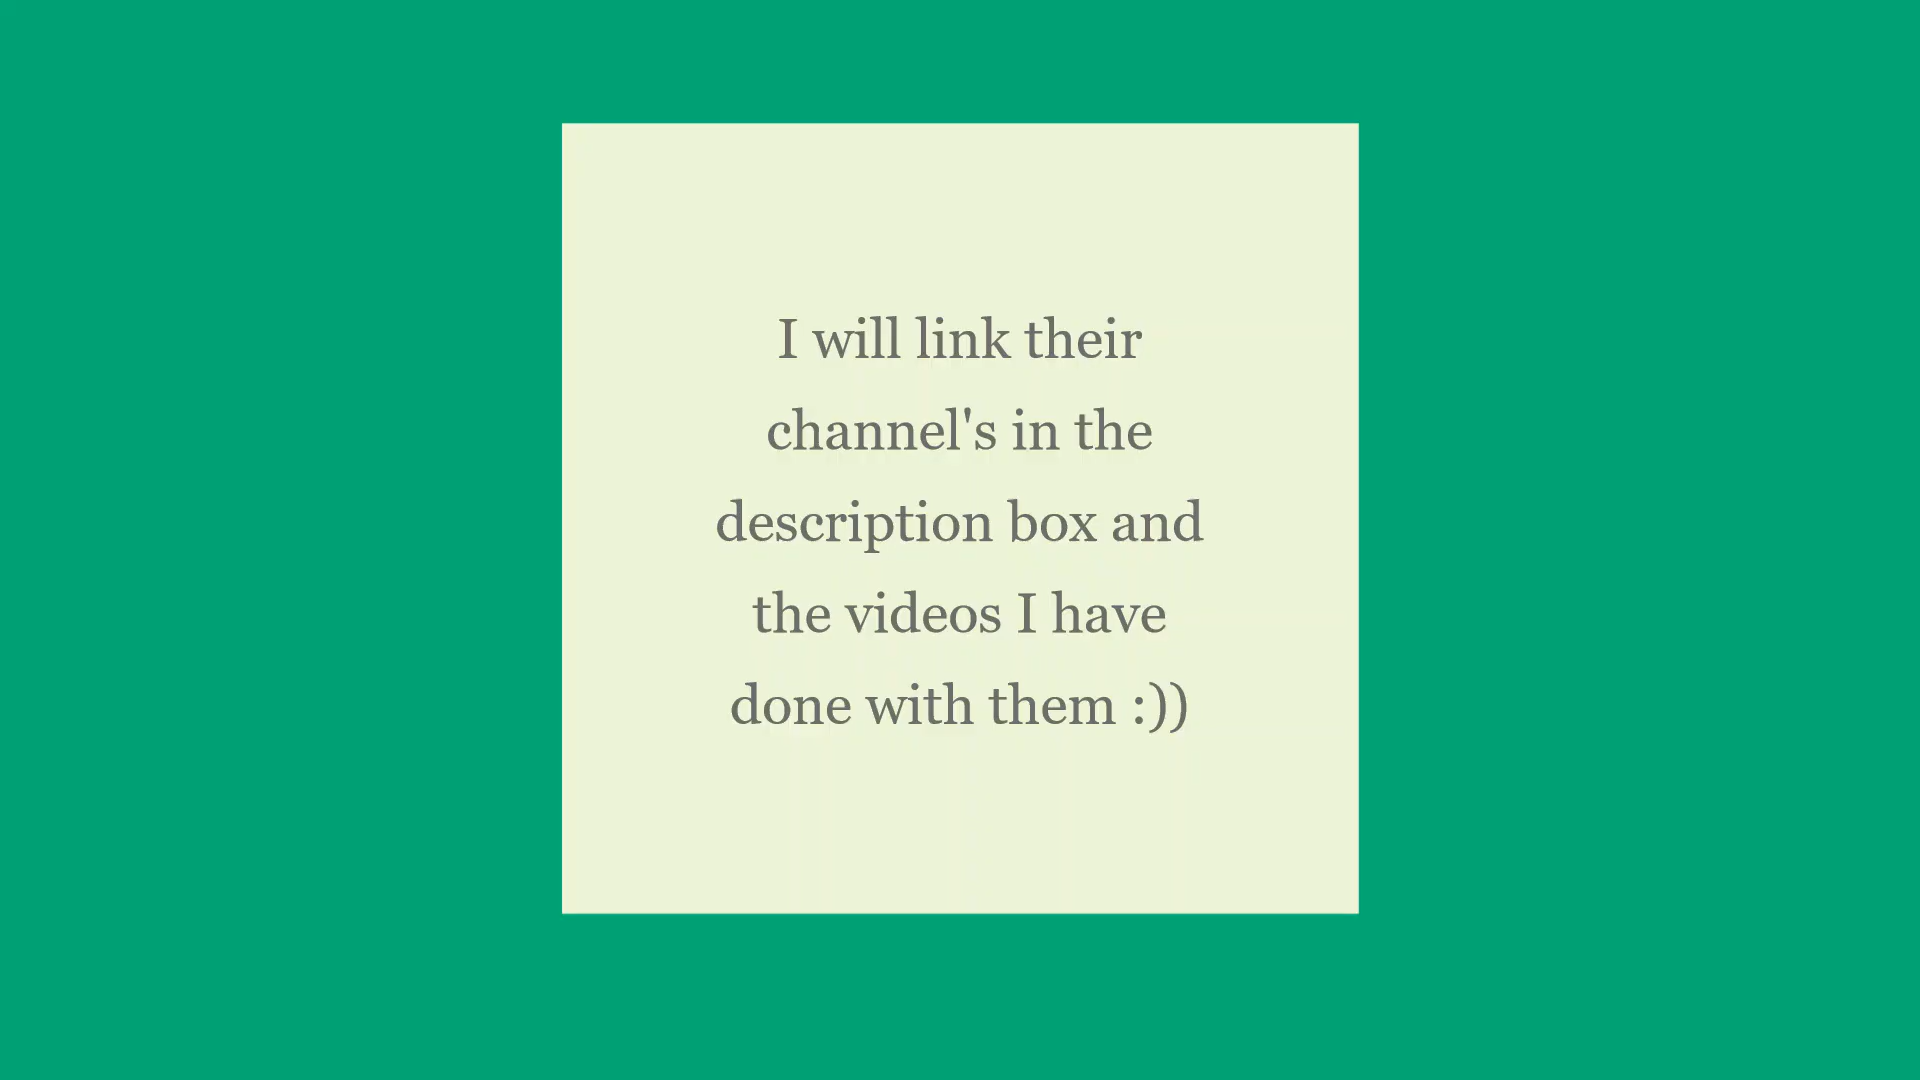 I will link their
channel's in the
description box and
the videos I have
done with them :))